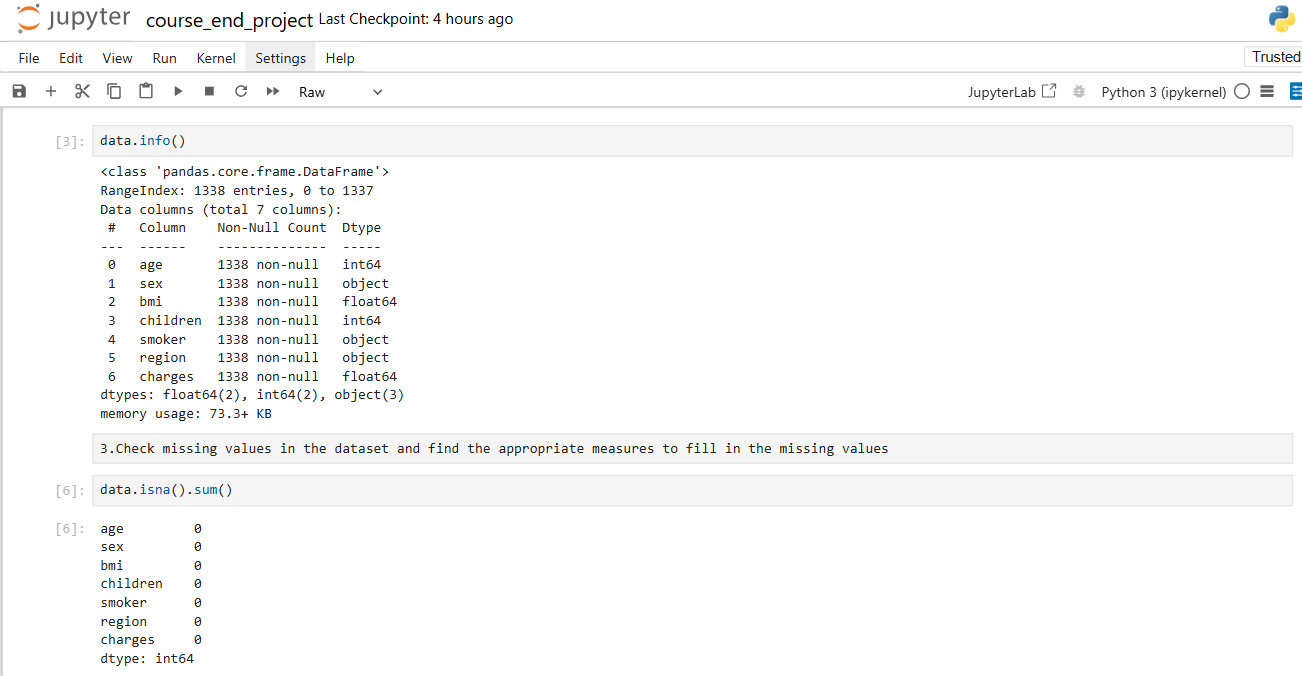 jupyter course_end_project Last Checkpoint: 4 hours ago
File Edit View Run Kernel Settings Help Trusted
Raw JupyterLab Python 3 (ipykernel)
[3]: data.info()
<class 'pandas.core.frame.DataFrame'>
RangeIndex: 1338 entries, 0 to 1337
Data columns (total 7 columns):
 #   Column    Non-Null Count  Dtype
---  ------    --------------  -----
 0   age       1338 non-null   int64
 1   sex       1338 non-null   object
 2   bmi       1338 non-null   float64
 3   children  1338 non-null   int64
 4   smoker    1338 non-null   object
 5   region    1338 non-null   object
 6   charges   1338 non-null   float64
dtypes: float64(2), int64(2), object(3)
memory usage: 73.3+ KB
3.Check missing values in the dataset and find the appropriate measures to fill in the missing values
[6]: data.isna().sum()
[6]: age         0
sex         0
bmi         0
children    0
smoker      0
region      0
charges     0
dtype: int64